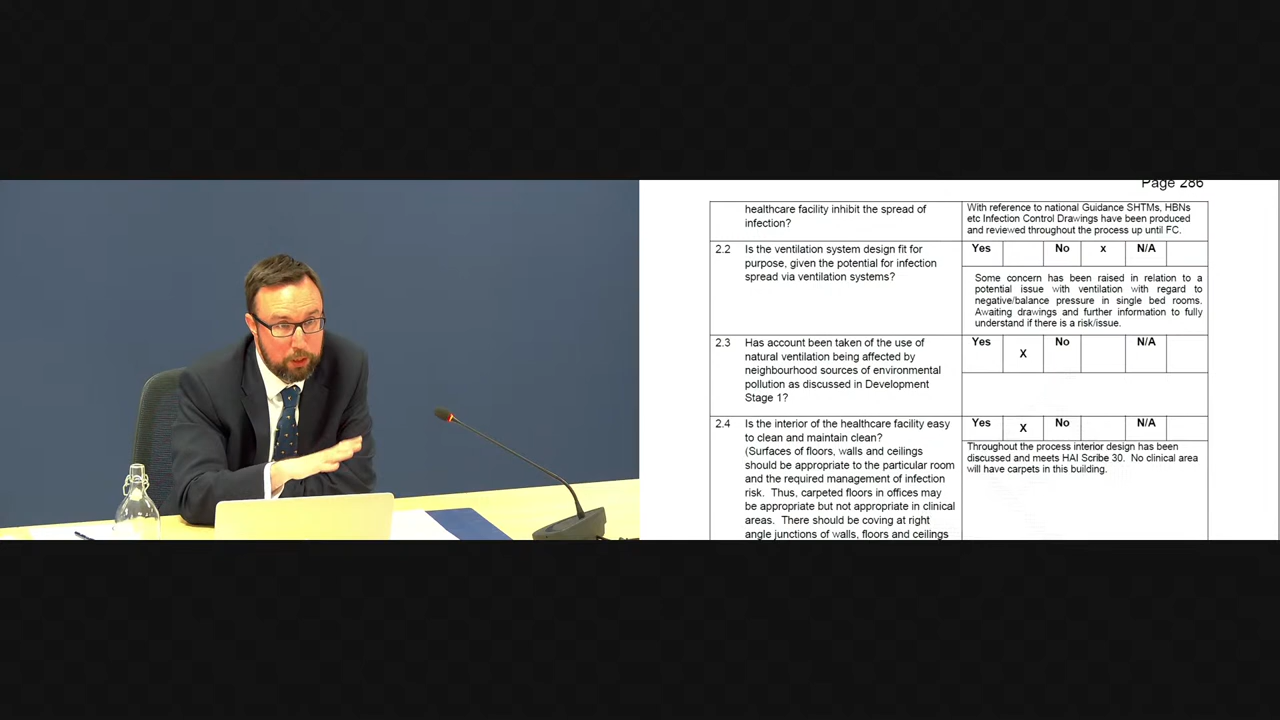 Page 286
healthcare facility inhibit the spread of
infection?
With reference to national Guidance SHTMs, HBNs
etc Infection Control Drawings have been produced
and reviewed throughout the process up until FC.
2.2 Is the ventilation system design fit for
purpose, given the potential for infection
spread via ventilation systems?
Yes No x N/A
Some concern has been raised in relation to a
potential issue with ventilation with regard to
negative/balance pressure in single bed rooms.
Awaiting drawings and further information to fully
understand if there is a risk/issue.
2.3 Has account been taken of the use of
natural ventilation being affected by
neighbourhood sources of environmental
pollution as discussed in Development
Stage 1?
Yes X No N/A
2.4 Is the interior of the healthcare facility easy
to clean and maintain clean?
(Surfaces of floors, walls and ceilings
should be appropriate to the particular room
and the required management of infection
risk. Thus, carpeted floors in offices may
be appropriate but not appropriate in clinical
areas. There should be coving at right
angle junctions of walls, floors and ceilings
Yes X No N/A
Throughout the process interior design has been
discussed and meets HAI Scribe 30. No clinical area
will have carpets in this building.